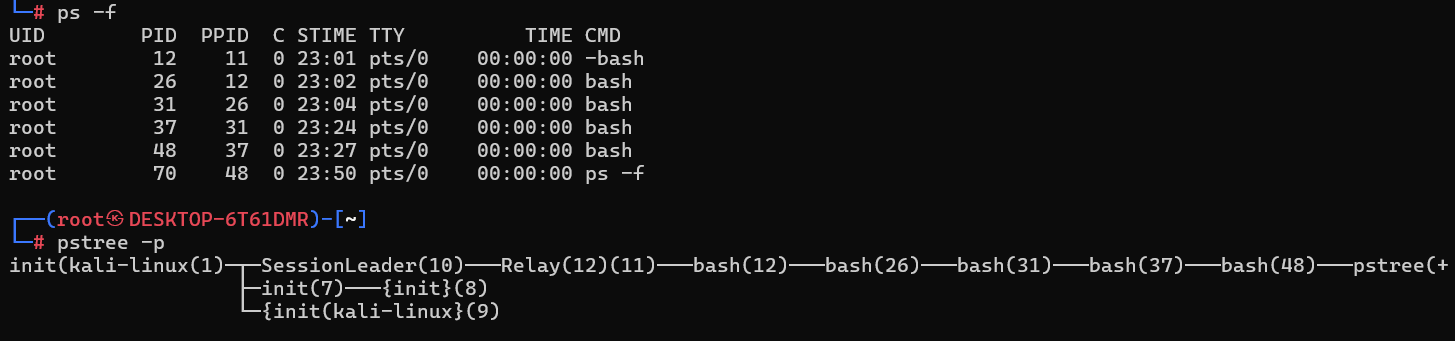 └─# ps -f
UID        PID  PPID  C STIME TTY          TIME CMD
root        12    11  0 23:01 pts/0    00:00:00 -bash
root        26    12  0 23:02 pts/0    00:00:00 bash
root        31    26  0 23:04 pts/0    00:00:00 bash
root        37    31  0 23:24 pts/0    00:00:00 bash
root        48    37  0 23:27 pts/0    00:00:00 bash
root        70    48  0 23:50 pts/0    00:00:00 ps -f
┌──(root㉿DESKTOP-6T61DMR)-[~]
└─# pstree -p
init(kali-linux(1)─┬─SessionLeader(10)───Relay(12)(11)───bash(12)───bash(26)───bash(31)───bash(37)───bash(48)───pstree(+
                   ├─init(7)───{init}(8)
                   └─{init(kali-linux}(9)